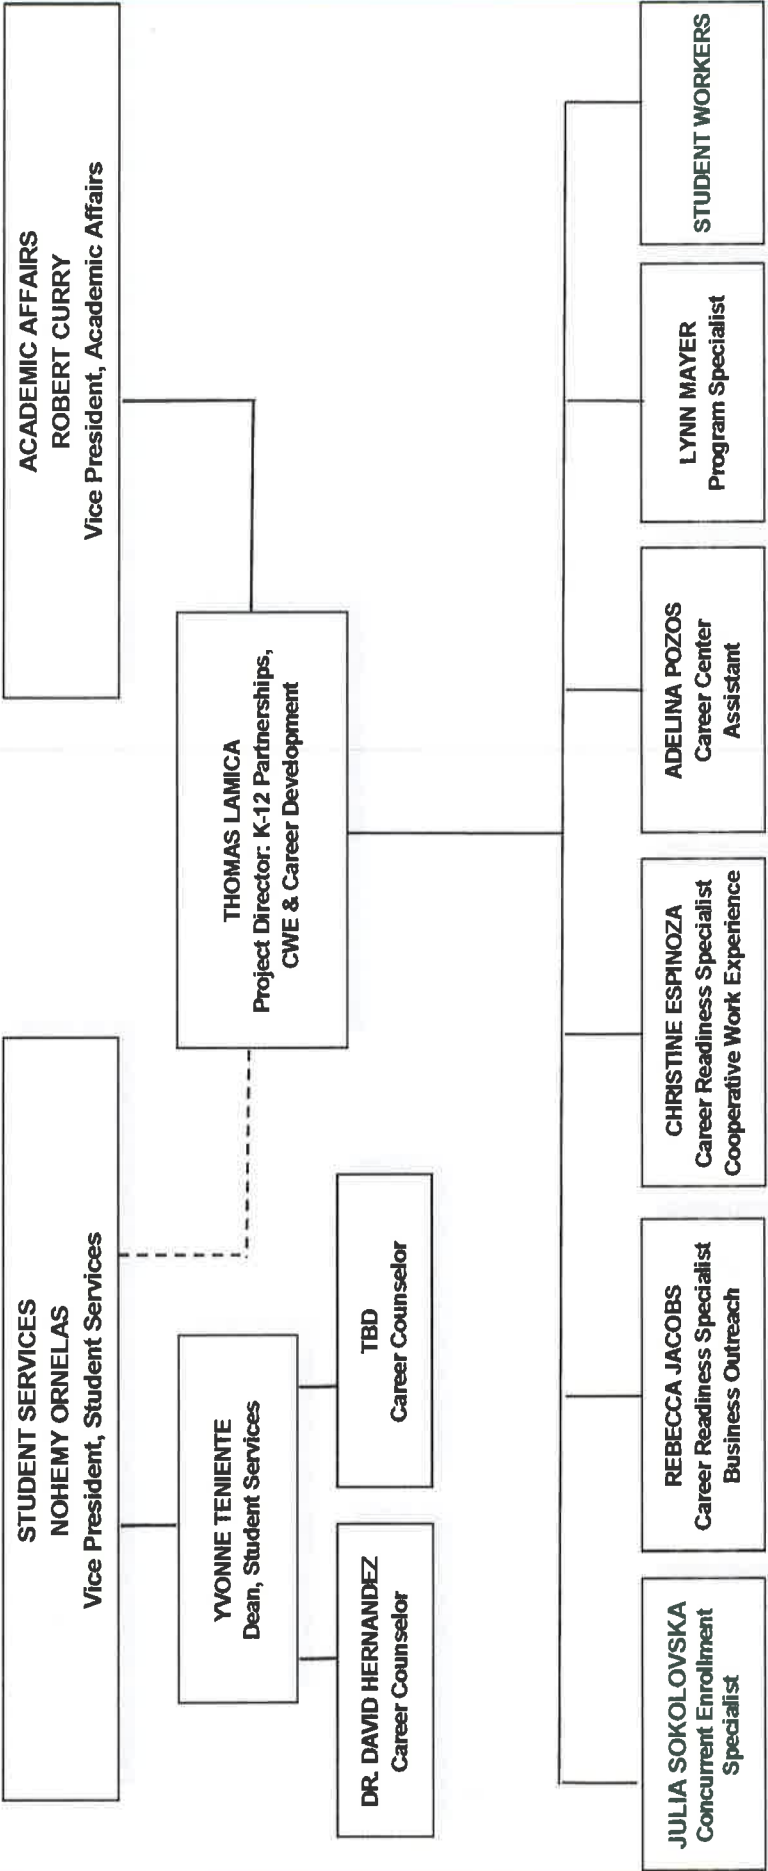 STUDENT SERVICES
NOHEMY ORNELAS
Vice President, Student Services
ACADEMIC AFFAIRS
ROBERT CURRY
Vice President, Academic Affairs
YVONNE TENIENTE
Dean, Student Services
THOMAS LAMICA
Project Director: K-12 Partnerships,
CWE & Career Development
DR. DAVID HERNANDEZ
Career Counselor
TBD
Career Counselor
JULIA SOKOLOVSKA
Concurrent Enrollment
Specialist
REBECCA JACOBS
Career Readiness Specialist
Business Outreach
CHRISTINE ESPINOZA
Career Readiness Specialist
Cooperative Work Experience
ADELINA POZOS
Career Center
Assistant
LYNN MAYER
Program Specialist
STUDENT WORKERS